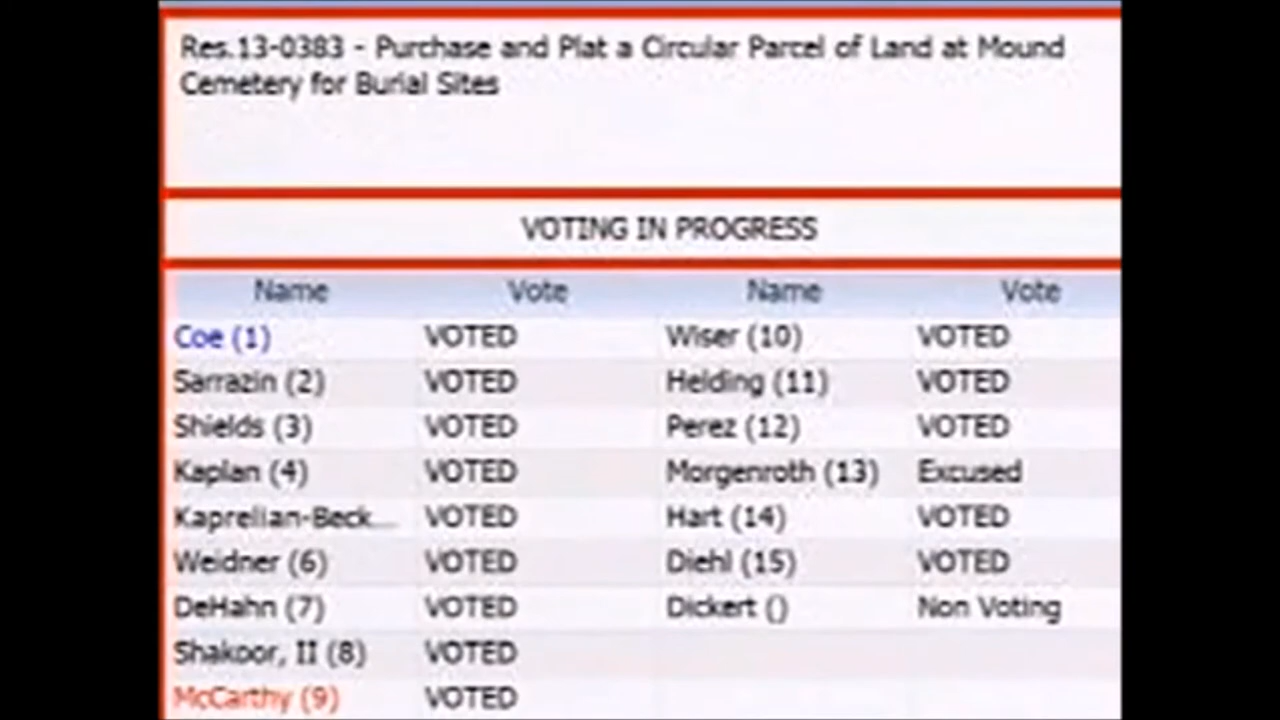 Res.13-0383 - Purchase and Plat a Circular Parcel of Land at Mound
Cemetery for Burial Sites
VOTING IN PROGRESS
Name Vote Name Vote
Coe (1) VOTED Wiser (10) VOTED
Sarrazin (2) VOTED Helding (11) VOTED
Shields (3) VOTED Perez (12) VOTED
Kaplan (4) VOTED Morgenroth (13) Excused
Kaprelian-Beck... VOTED Hart (14) VOTED
Weidner (6) VOTED Diehl (15) VOTED
DeHahn (7) VOTED Dickert () Non Voting
Shakoor, II (8) VOTED
McCarthy (9) VOTED